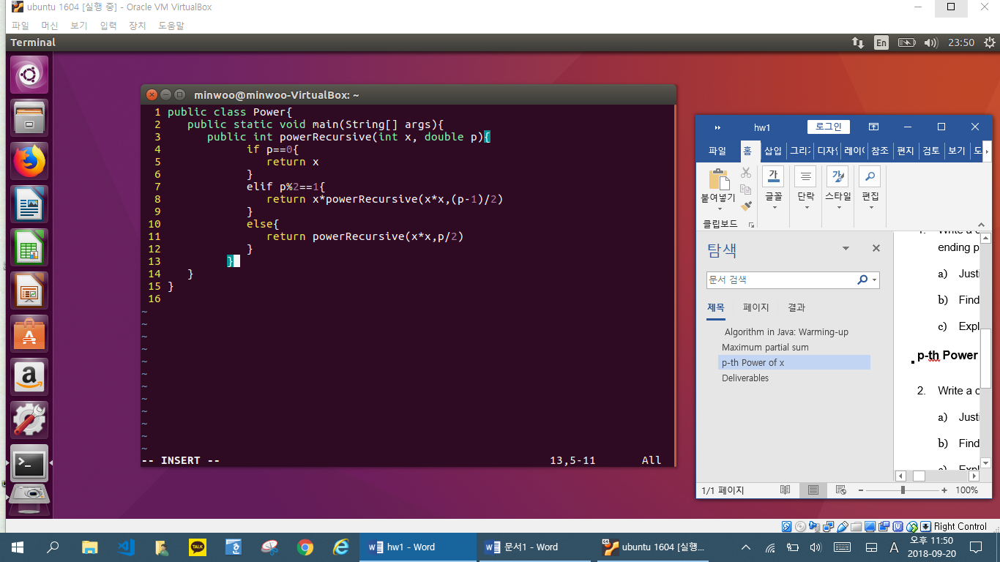 ubuntu 1604 [실행 중] - Oracle VM VirtualBox
파일 머신 보기 입력 장치 도움말
Terminal En 23:50
minwoo@minwoo-VirtualBox: ~
1 public class Power{
2    public static void main(String[] args){
3       public int powerRecursive(int x, double p){
4             if p==0{
5                return x
6             }
7             elif p%2==1{
8                return x*powerRecursive(x*x,(p-1)/2)
9             }
10             else{
11                return powerRecursive(x*x,p/2)
12             }
13          }
14    }
15 }
16
~
~
~
~
~
~
~
~
~
~
~
~
-- INSERT -- 13,5-11 All
hw1 로그인
파일 홈 삽입 그리기 디자인 레이아 참조 편지 검토 보기 도
가
붙여넣기 글꼴 단락 스타일 편집
클립보드
탐색
문서 검색
제목 페이지 결과
Algorithm in Java: Warming-up
Maximum partial sum
p-th Power of x
Deliverables
1. Write a c
ending p
a) Justi
b) Find
c) Expl
p-th Power
2. Write a c
a) Justi
b) Find
c) Expl
1/1 페이지 100%
Right Control
TALK hw1 - Word 문서1 - Word ubuntu 1604 [실행... A 오후 11:50
2018-09-20